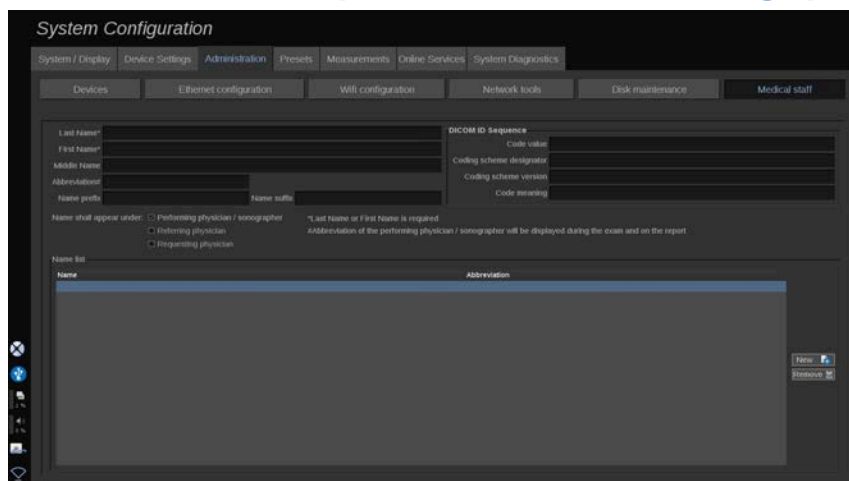 System Configuration
System / Display Device Settings Administration Presets Measurements Online Services System Diagnostics
Devices Ethernet configuration Wifi configuration Network tools Disk maintenance Medical staff
Last Name*
First Name*
Middle Name
Abbreviation#
Name prefix Name suffix
DICOM ID Sequence
Code value
Coding scheme designator
Coding scheme version
Code meaning
Name shall appear under: Performing physician / sonographer
Referring physician
Requesting physician
*Last Name or First Name is required
#Abbreviation of the performing physician / sonographer will be displayed during the exam and on the report
Name list
Name Abbreviation
New
Remove